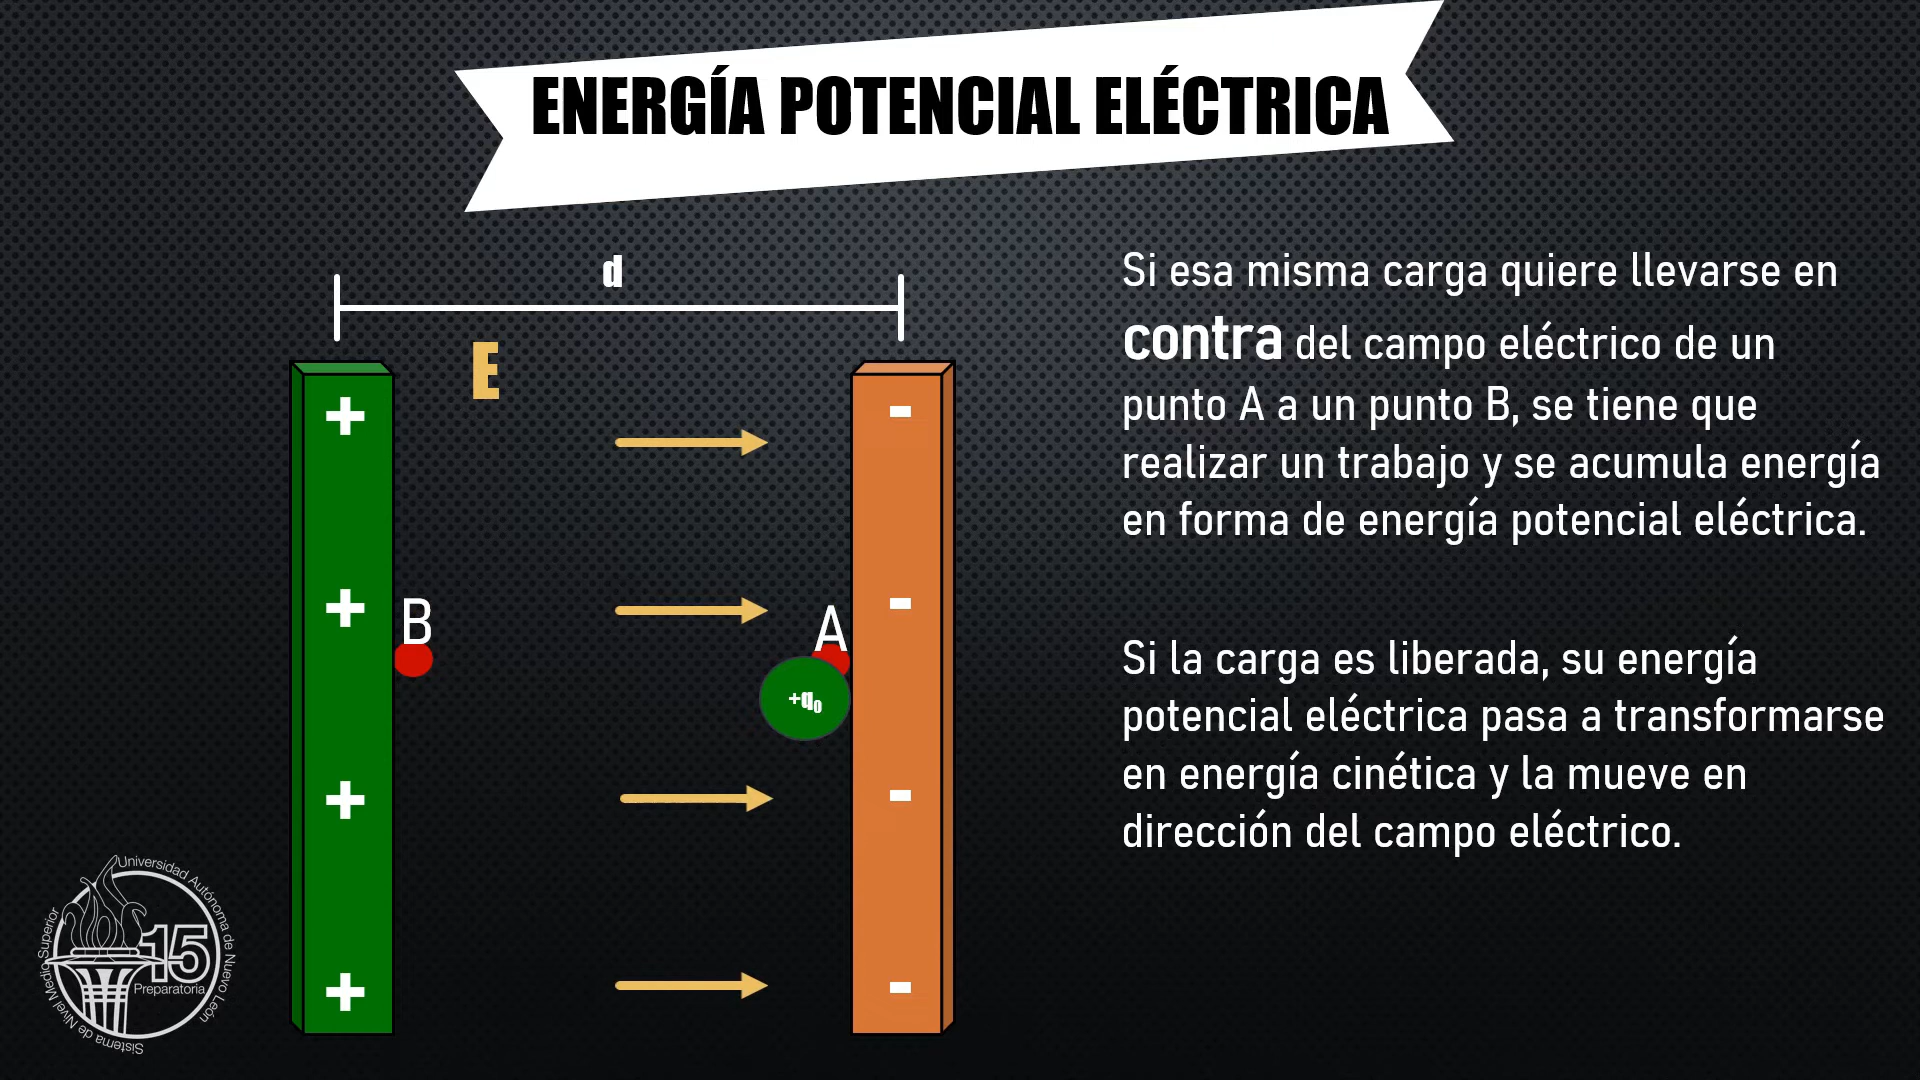 ENERGÍA POTENCIAL ELÉCTRICA
d
E
Si esa misma carga quiere llevarse en
contra del campo eléctrico de un
punto A a un punto B, se tiene que
realizar un trabajo y se acumula energía
en forma de energía potencial eléctrica.
Si la carga es liberada, su energía
potencial eléctrica pasa a transformarse
en energía cinética y la mueve en
dirección del campo eléctrico.
+ -
+ -
B
A
+q₀
+ -
+ -
Universidad Autónoma de Nuevo León
Sistema de Nivel Medio Superior
15
Preparatoria